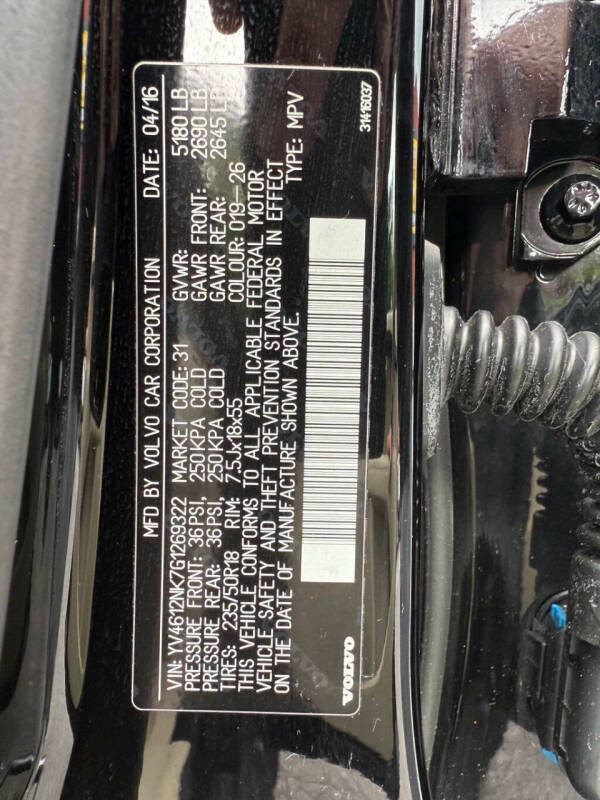 MFD BY VOLVO CAR CORPORATION DATE: 04/16
VIN: YV4612NK7G1269322 MARKET CODE: 31 GVWR: 5180 LB
PRESSURE FRONT: 36PSI, 250KPA COLD GAWR FRONT: 2690 LB
PRESSURE REAR: 36PSI, 250KPA COLD GAWR REAR: 2645 LB
TIRES: 235/50R18 RIM: 7.5JX18X55 COLOUR: 019-26
THIS VEHICLE CONFORMS TO ALL APPLICABLE FEDERAL MOTOR
VEHICLE SAFETY AND THEFT PREVENTION STANDARDS IN EFFECT
ON THE DATE OF MANUFACTURE SHOWN ABOVE. TYPE: MPV
VOLVO
31416037